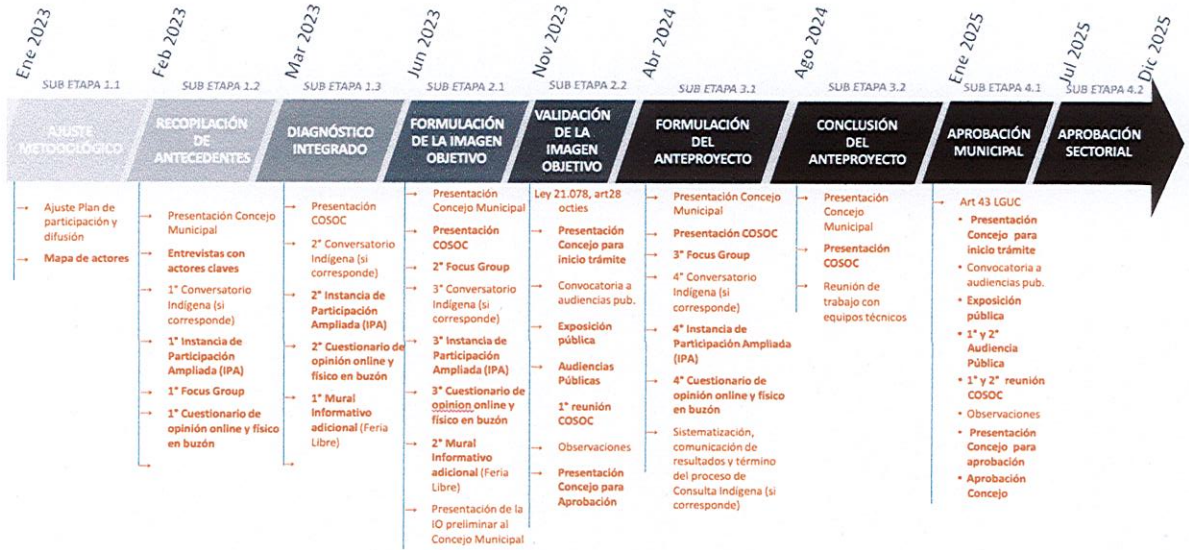 Ene 2023
Feb 2023
Mar 2023
Jun 2023
Nov 2023
Abr 2024
Ago 2024
Ene 2025
Jul 2025
Dic 2025
SUB ETAPA 1.1
SUB ETAPA 1.2
SUB ETAPA 1.3
SUB ETAPA 2.1
SUB ETAPA 2.2
SUB ETAPA 3.1
SUB ETAPA 3.2
SUB ETAPA 4.1
SUB ETAPA 4.2
AJUSTE
METODOLÓGICO
RECOPILACIÓN
DE
ANTECEDENTES
DIAGNÓSTICO
INTEGRADO
FORMULACIÓN
DE LA IMAGEN
OBJETIVO
VALIDACIÓN
DE LA
IMAGEN
OBJETIVO
FORMULACIÓN
DEL
ANTEPROYECTO
CONCLUSIÓN
DEL
ANTEPROYECTO
APROBACIÓN
MUNICIPAL
APROBACIÓN
SECTORIAL
→ Ajuste Plan de
participación y
difusión
→ Mapa de actores
→ Presentación Concejo
Municipal
→ Entrevistas con
actores claves
→ 1° Conversatorio
Indígena (si
corresponde)
→ 1° Instancia de
Participación
Ampliada (IPA)
→ 1° Focus Group
→ 1° Cuestionario de
opinión online y físico
en buzón
→
→ Presentación
COSOC
→ 2° Conversatorio
Indígena (si
corresponde)
→ 2° Instancia de
Participación
Ampliada (IPA)
→ 2° Cuestionario de
opinión online y
físico en buzón
→ 1° Mural
Informativo
adicional (Feria
Libre)
→
→ Presentación
Concejo Municipal
→ Presentación
COSOC
→ 2° Focus Group
→ 3° Conversatorio
Indígena (si
corresponde)
→ 3° Instancia de
Participación
Ampliada (IPA)
→ 3° Cuestionario de
opinion online y
físico en buzón
→ 2° Mural
Informativo
adicional (Feria
Libre)
→ Presentación de la
IO preliminar al
Concejo Municipal
Ley 21.078, art28
octies
→ Presentación
Concejo para
inicio trámite
→ Convocatoria a
audiencias pub.
→ Exposición
pública
→ Audiencias
Públicas
→ 1° reunión
COSOC
→ Observaciones
→ Presentación
Concejo para
Aprobación
→ Presentación Concejo
Municipal
→ Presentación COSOC
→ 3° Focus Group
→ 4° Conversatorio
Indígena (si
corresponde)
→ 4° Instancia de
Participación Ampliada
(IPA)
→ 4° Cuestionario de
opinión online y físico
en buzón
→ Sistematización,
comunicación de
resultados y término
del proceso de
Consulta Indígena (si
corresponde)
→ Presentación
Concejo
Municipal
→ Presentación
COSOC
→ Reunión de
trabajo con
equipos técnicos
→ Art 43 LGUC
• Presentación
Concejo para
inicio trámite
• Convocatoria a
audiencias pub.
• Exposición
pública
• 1° y 2°
Audiencia
Pública
• 1° y 2° reunión
COSOC
• Observaciones
• Presentación
Concejo para
aprobación
• Aprobación
Concejo